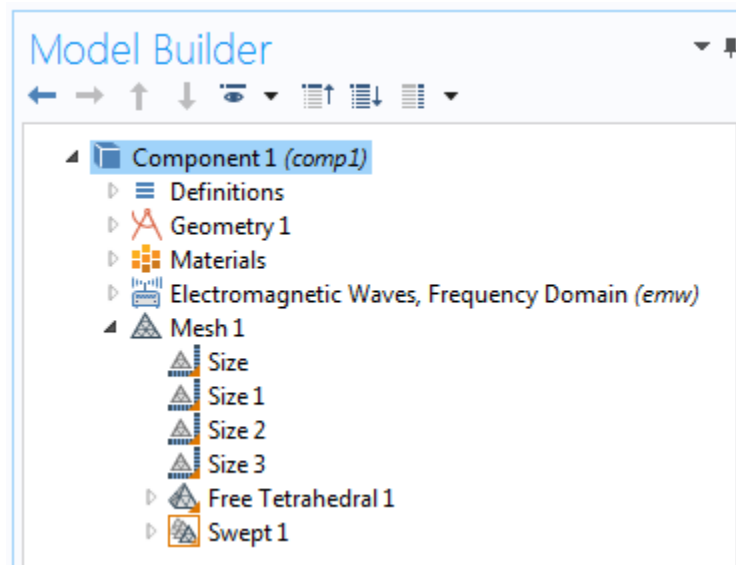 Model Builder
Component 1 (comp1)
Definitions
Geometry 1
Materials
Electromagnetic Waves, Frequency Domain (emw)
Mesh 1
Size
Size 1
Size 2
Size 3
Free Tetrahedral 1
Swept 1